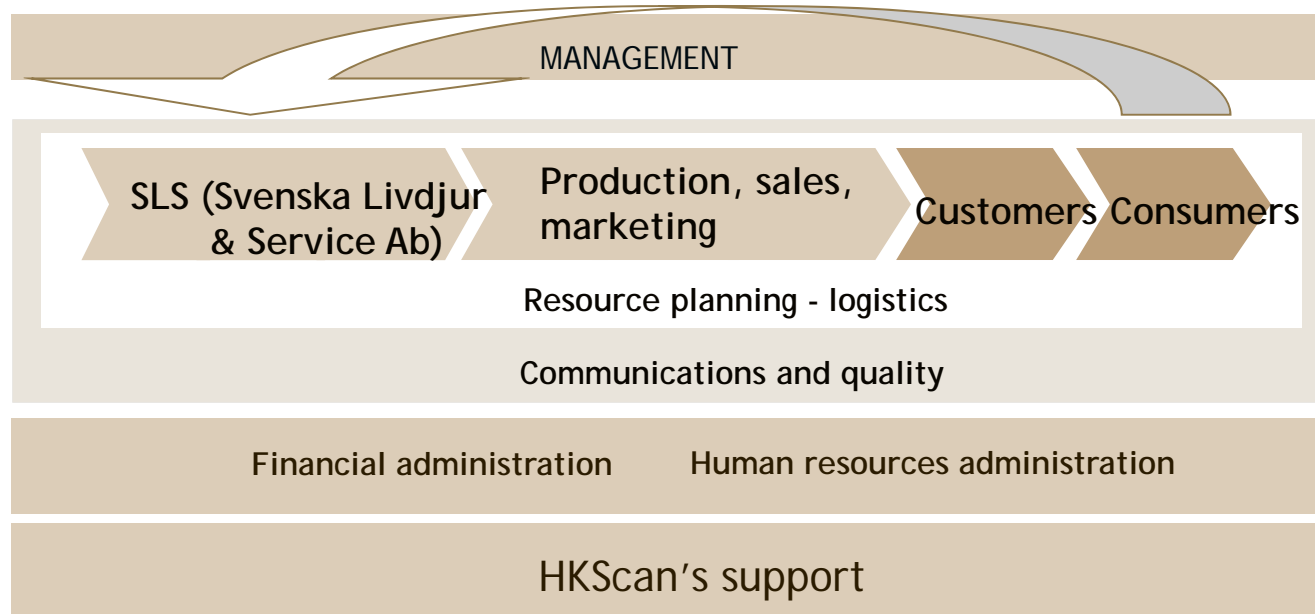 MANAGEMENT
SLS (Svenska Livdjur
& Service Ab)
Production, sales,
marketing
Customers
Consumers
Resource planning - logistics
Communications and quality
Financial administration
Human resources administration
HKScan's support